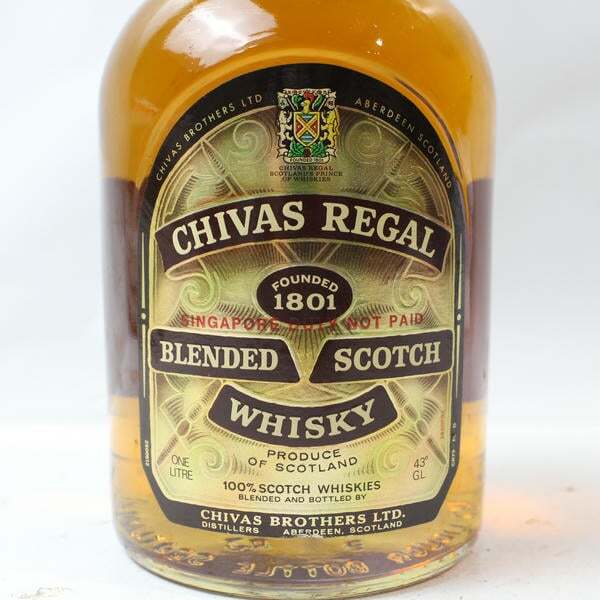 CHIVAS BROTHERS LTD ABERDEEN SCOTLAND
FOUNDED 1801
CHIVAS REGAL
SCOTLAND'S PRINCE
OF WHISKIES
CHIVAS REGAL
FOUNDED
1801
SINGAPORE DUTY NOT PAID
BLENDED SCOTCH
WHISKY
PRODUCE
OF SCOTLAND
ONE
LITRE
43°
GL
100% SCOTCH WHISKIES
BLENDED AND BOTTLED BY
CHIVAS BROTHERS LTD.
DISTILLERS ABERDEEN, SCOTLAND